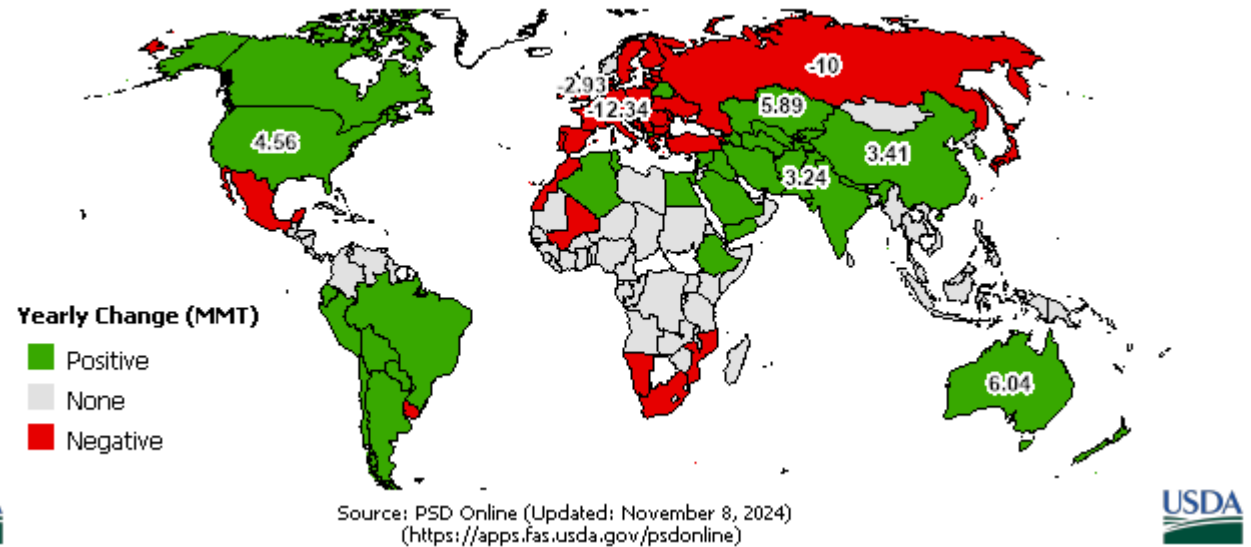 -10
-2.93
-12.34
5.89
4.56
3.41
3.24
6.04
Yearly Change (MMT)
Positive
None
Negative
Source: PSD Online (Updated: November 8, 2024)
(https://apps.fas.usda.gov/psdonline)
USDA